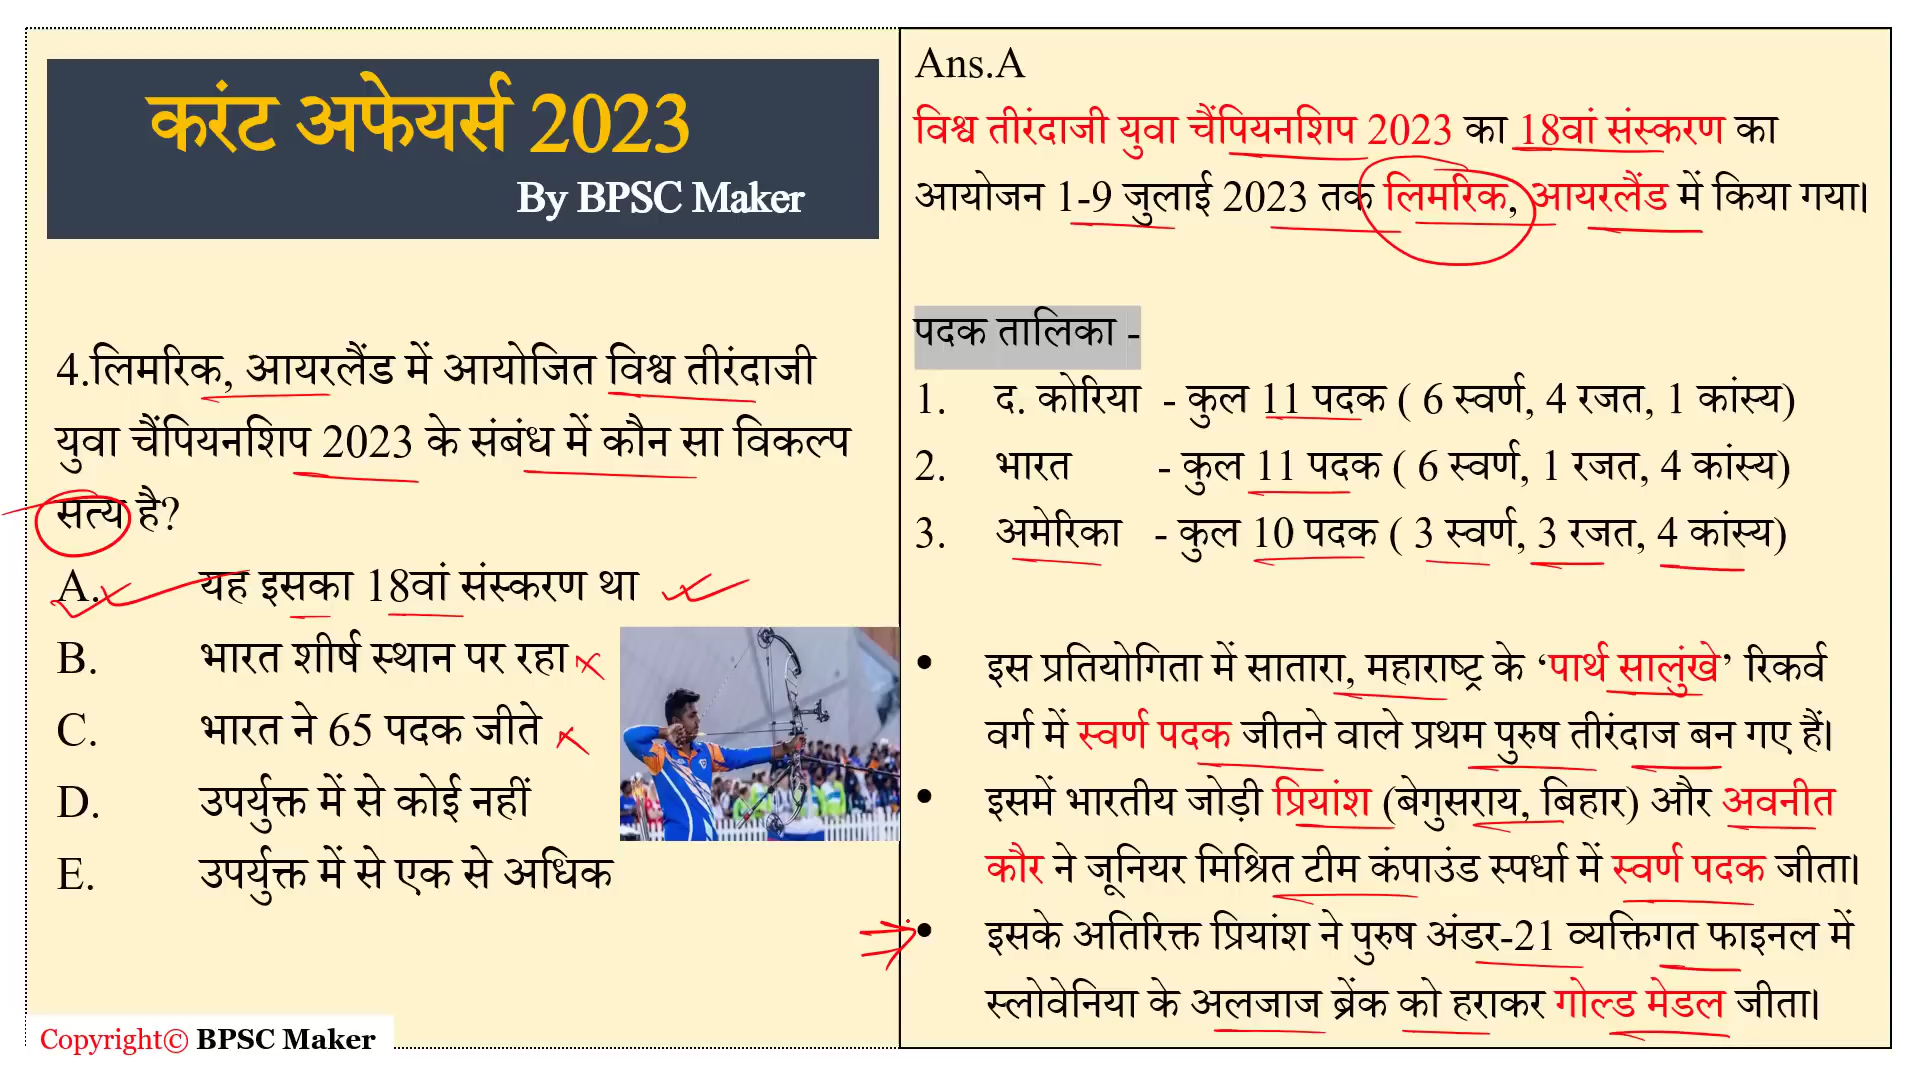 करंट अफेयर्स 2023
By BPSC Maker
4.लिमरिक, आयरलैंड में आयोजित विश्व तीरंदाजी
युवा चैंपियनशिप 2023 के संबंध में कौन सा विकल्प
सत्य है?
A. यह इसका 18वां संस्करण था
B. भारत शीर्ष स्थान पर रहा
C. भारत ने 65 पदक जीते
D. उपर्युक्त में से कोई नहीं
E. उपर्युक्त में से एक से अधिक
Copyright© BPSC Maker
Ans.A
विश्व तीरंदाजी युवा चैंपियनशिप 2023 का 18वां संस्करण का
आयोजन 1-9 जुलाई 2023 तक लिमरिक, आयरलैंड में किया गया।
पदक तालिका -
1. द. कोरिया - कुल 11 पदक ( 6 स्वर्ण, 4 रजत, 1 कांस्य)
2. भारत - कुल 11 पदक ( 6 स्वर्ण, 1 रजत, 4 कांस्य)
3. अमेरिका - कुल 10 पदक ( 3 स्वर्ण, 3 रजत, 4 कांस्य)
• इस प्रतियोगिता में सातारा, महाराष्ट्र के ‘पार्थ सालुंखे’ रिकर्व
वर्ग में स्वर्ण पदक जीतने वाले प्रथम पुरुष तीरंदाज बन गए हैं।
• इसमें भारतीय जोड़ी प्रियांश (बेगुसराय, बिहार) और अवनीत
कौर ने जूनियर मिश्रित टीम कंपाउंड स्पर्धा में स्वर्ण पदक जीता।
• इसके अतिरिक्त प्रियांश ने पुरुष अंडर-21 व्यक्तिगत फाइनल में
स्लोवेनिया के अलजाज ब्रेंक को हराकर गोल्ड मेडल जीता।